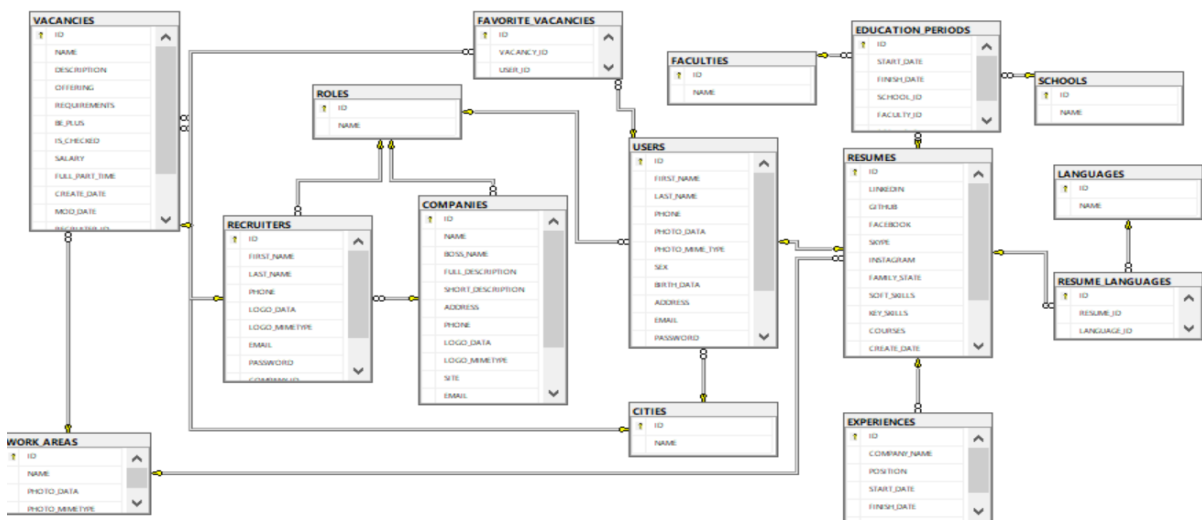 VACANCIES
ID
NAME
DESCRIPTION
OFFERING
REQUIREMENTS
BE_PLUS
IS_CHECKED
SALARY
FULL_PART_TIME
CREATE_DATE
MOD_DATE
RECRUITER_ID
FAVORITE_VACANCIES
ID
VACANCY_ID
USER_ID
ROLES
ID
NAME
FACULTIES
ID
NAME
EDUCATION_PERIODS
ID
START_DATE
FINISH_DATE
SCHOOL_ID
FACULTY_ID
SCHOOLS
ID
NAME
RECRUITERS
ID
FIRST_NAME
LAST_NAME
PHONE
LOGO_DATA
LOGO_MIMETYPE
EMAIL
PASSWORD
COMPANY_ID
COMPANIES
ID
NAME
BOSS_NAME
FULL_DESCRIPTION
SHORT_DESCRIPTION
ADDRESS
PHONE
LOGO_DATA
LOGO_MIMETYPE
SITE
EMAIL
USERS
ID
FIRST_NAME
LAST_NAME
PHONE
PHOTO_DATA
PHOTO_MIME_TYPE
SEX
BIRTH_DATA
ADDRESS
EMAIL
PASSWORD
RESUMES
ID
LINKEDIN
GITHUB
FACEBOOK
SKYPE
INSTAGRAM
FAMILY_STATE
SOFT_SKILLS
KEY_SKILLS
COURSES
CREATE_DATE
LANGUAGES
ID
NAME
RESUME_LANGUAGES
ID
RESUME_ID
LANGUAGE_ID
CITIES
ID
NAME
WORK_AREAS
ID
NAME
PHOTO_DATA
PHOTO_MIMETYPE
EXPERIENCES
ID
COMPANY_NAME
POSITION
START_DATE
FINISH_DATE